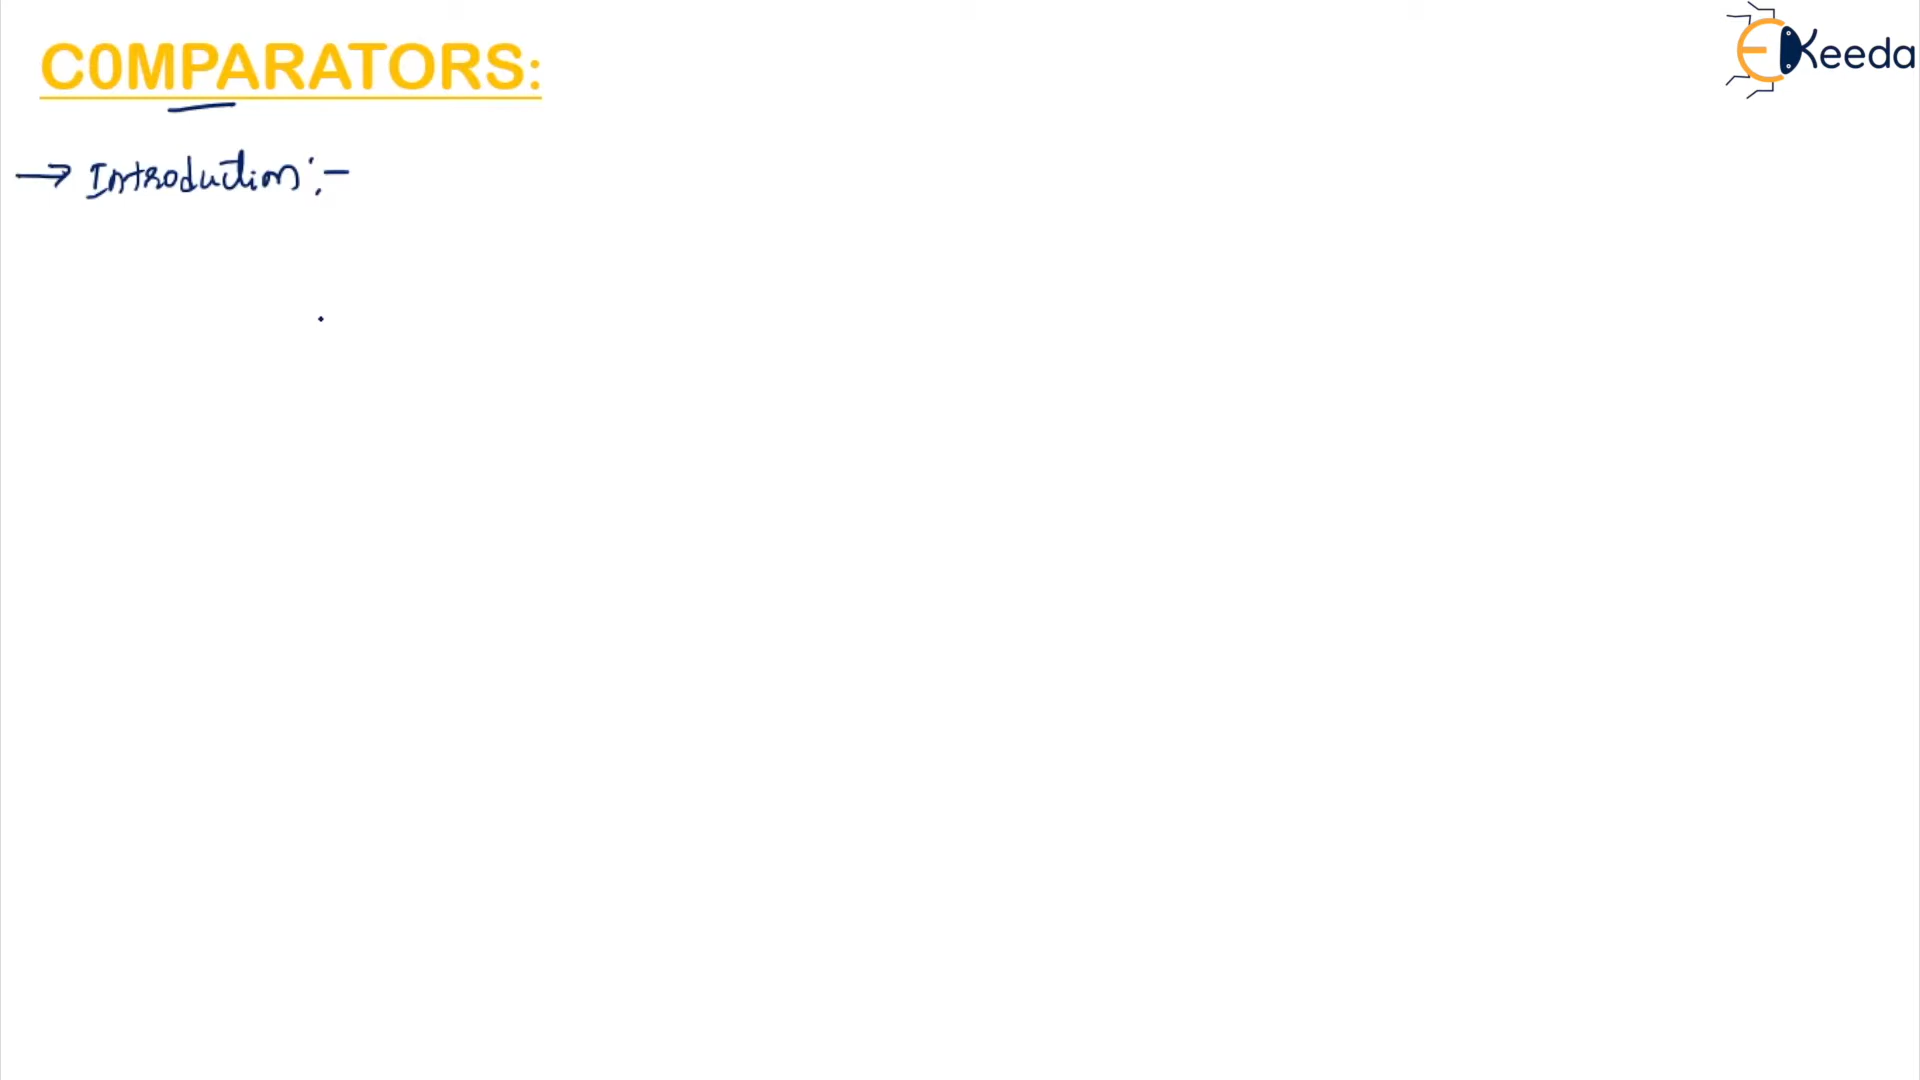 C0MPARATORS:
EKeeda
→ Introduction :-